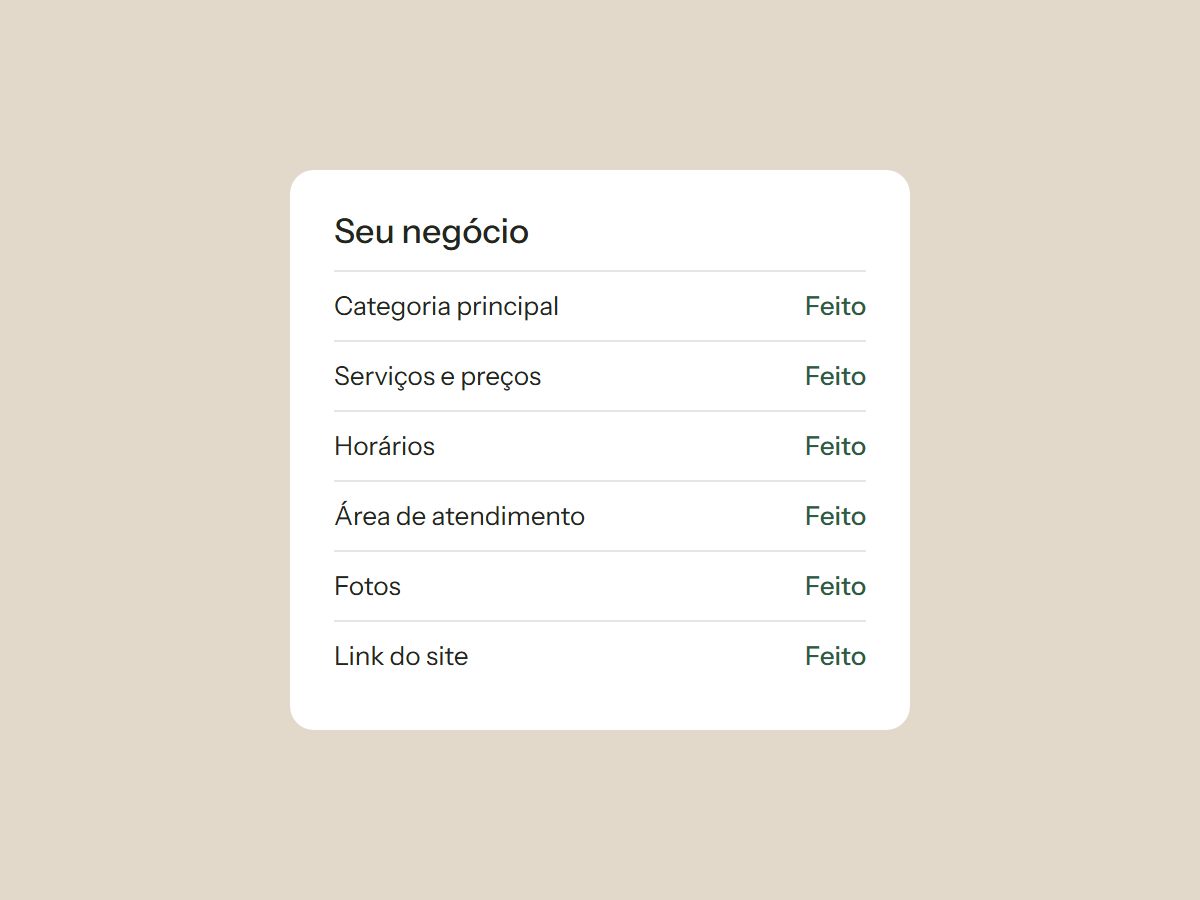 Seu negócio
Categoria principal Feito
Serviços e preços Feito
Horários Feito
Área de atendimento Feito
Fotos Feito
Link do site Feito